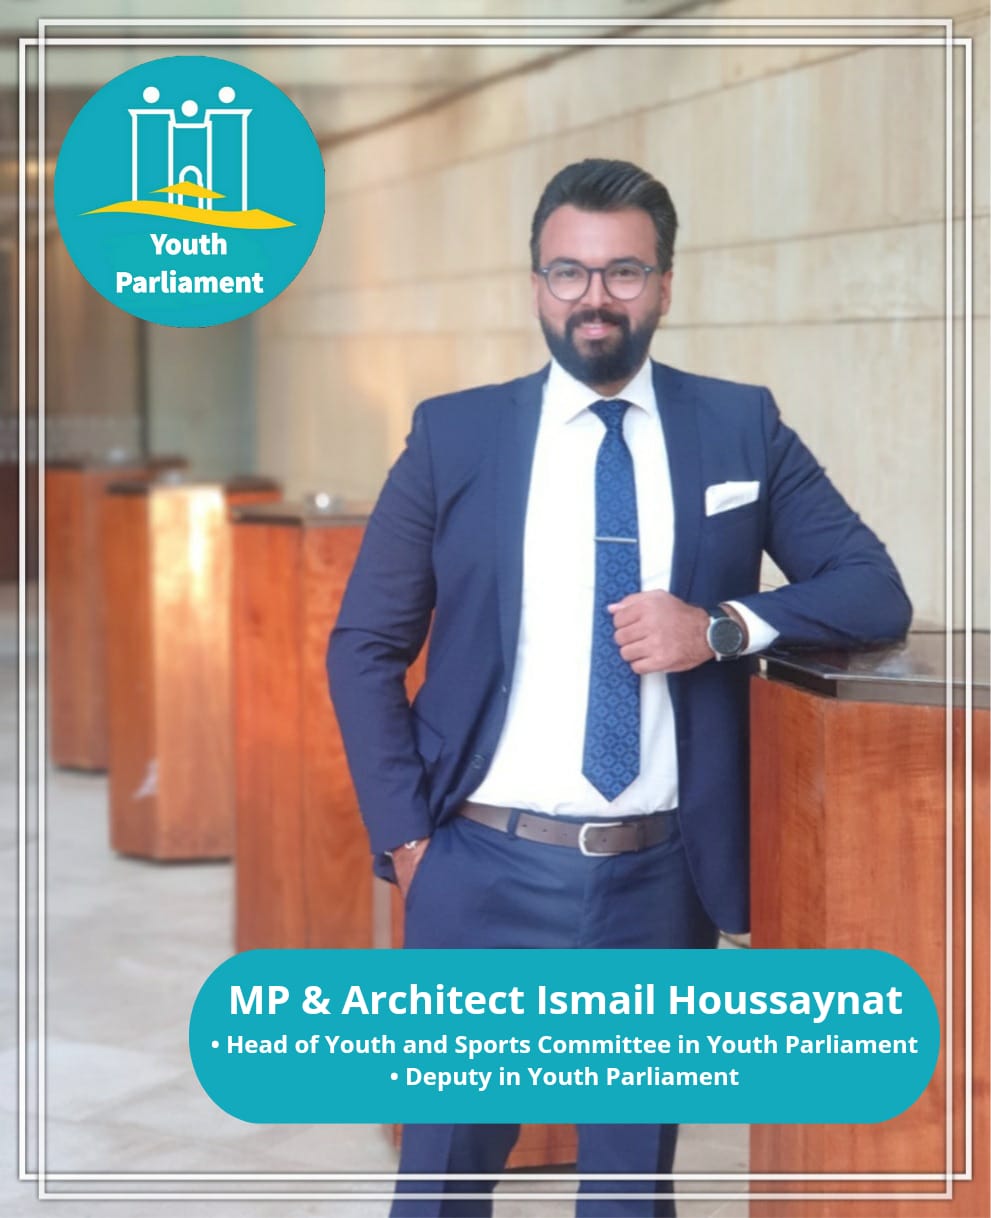 Youth
Parliament
MP & Architect Ismail Houssaynat
• Head of Youth and Sports Committee in Youth Parliament
• Deputy in Youth Parliament